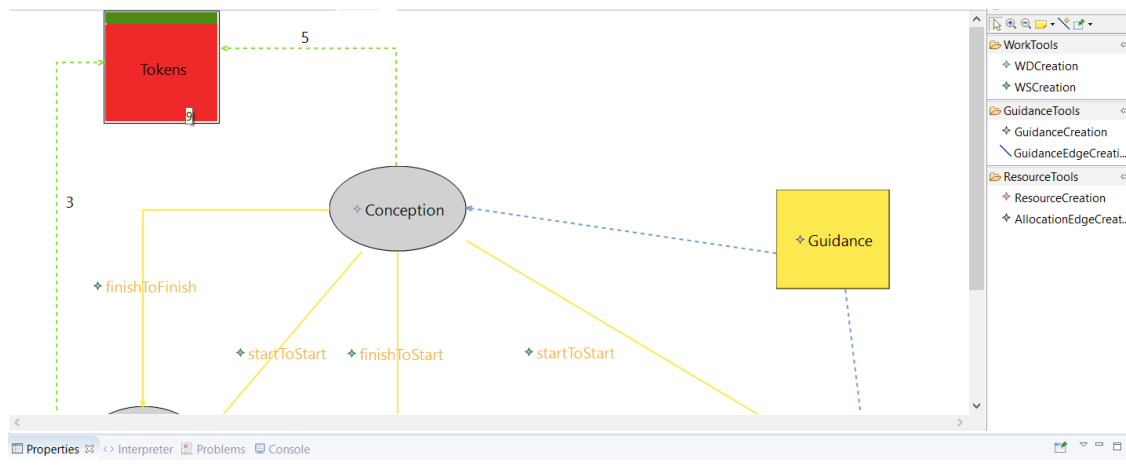 5
Tokens
9
3
Conception
Guidance
finishToFinish
startToStart
finishToStart
startToStart
WorkTools
WDCreation
WSCreation
GuidanceTools
GuidanceCreation
GuidanceEdgeCreati...
ResourceTools
ResourceCreation
AllocationEdgeCreat...
Properties Interpreter Problems Console